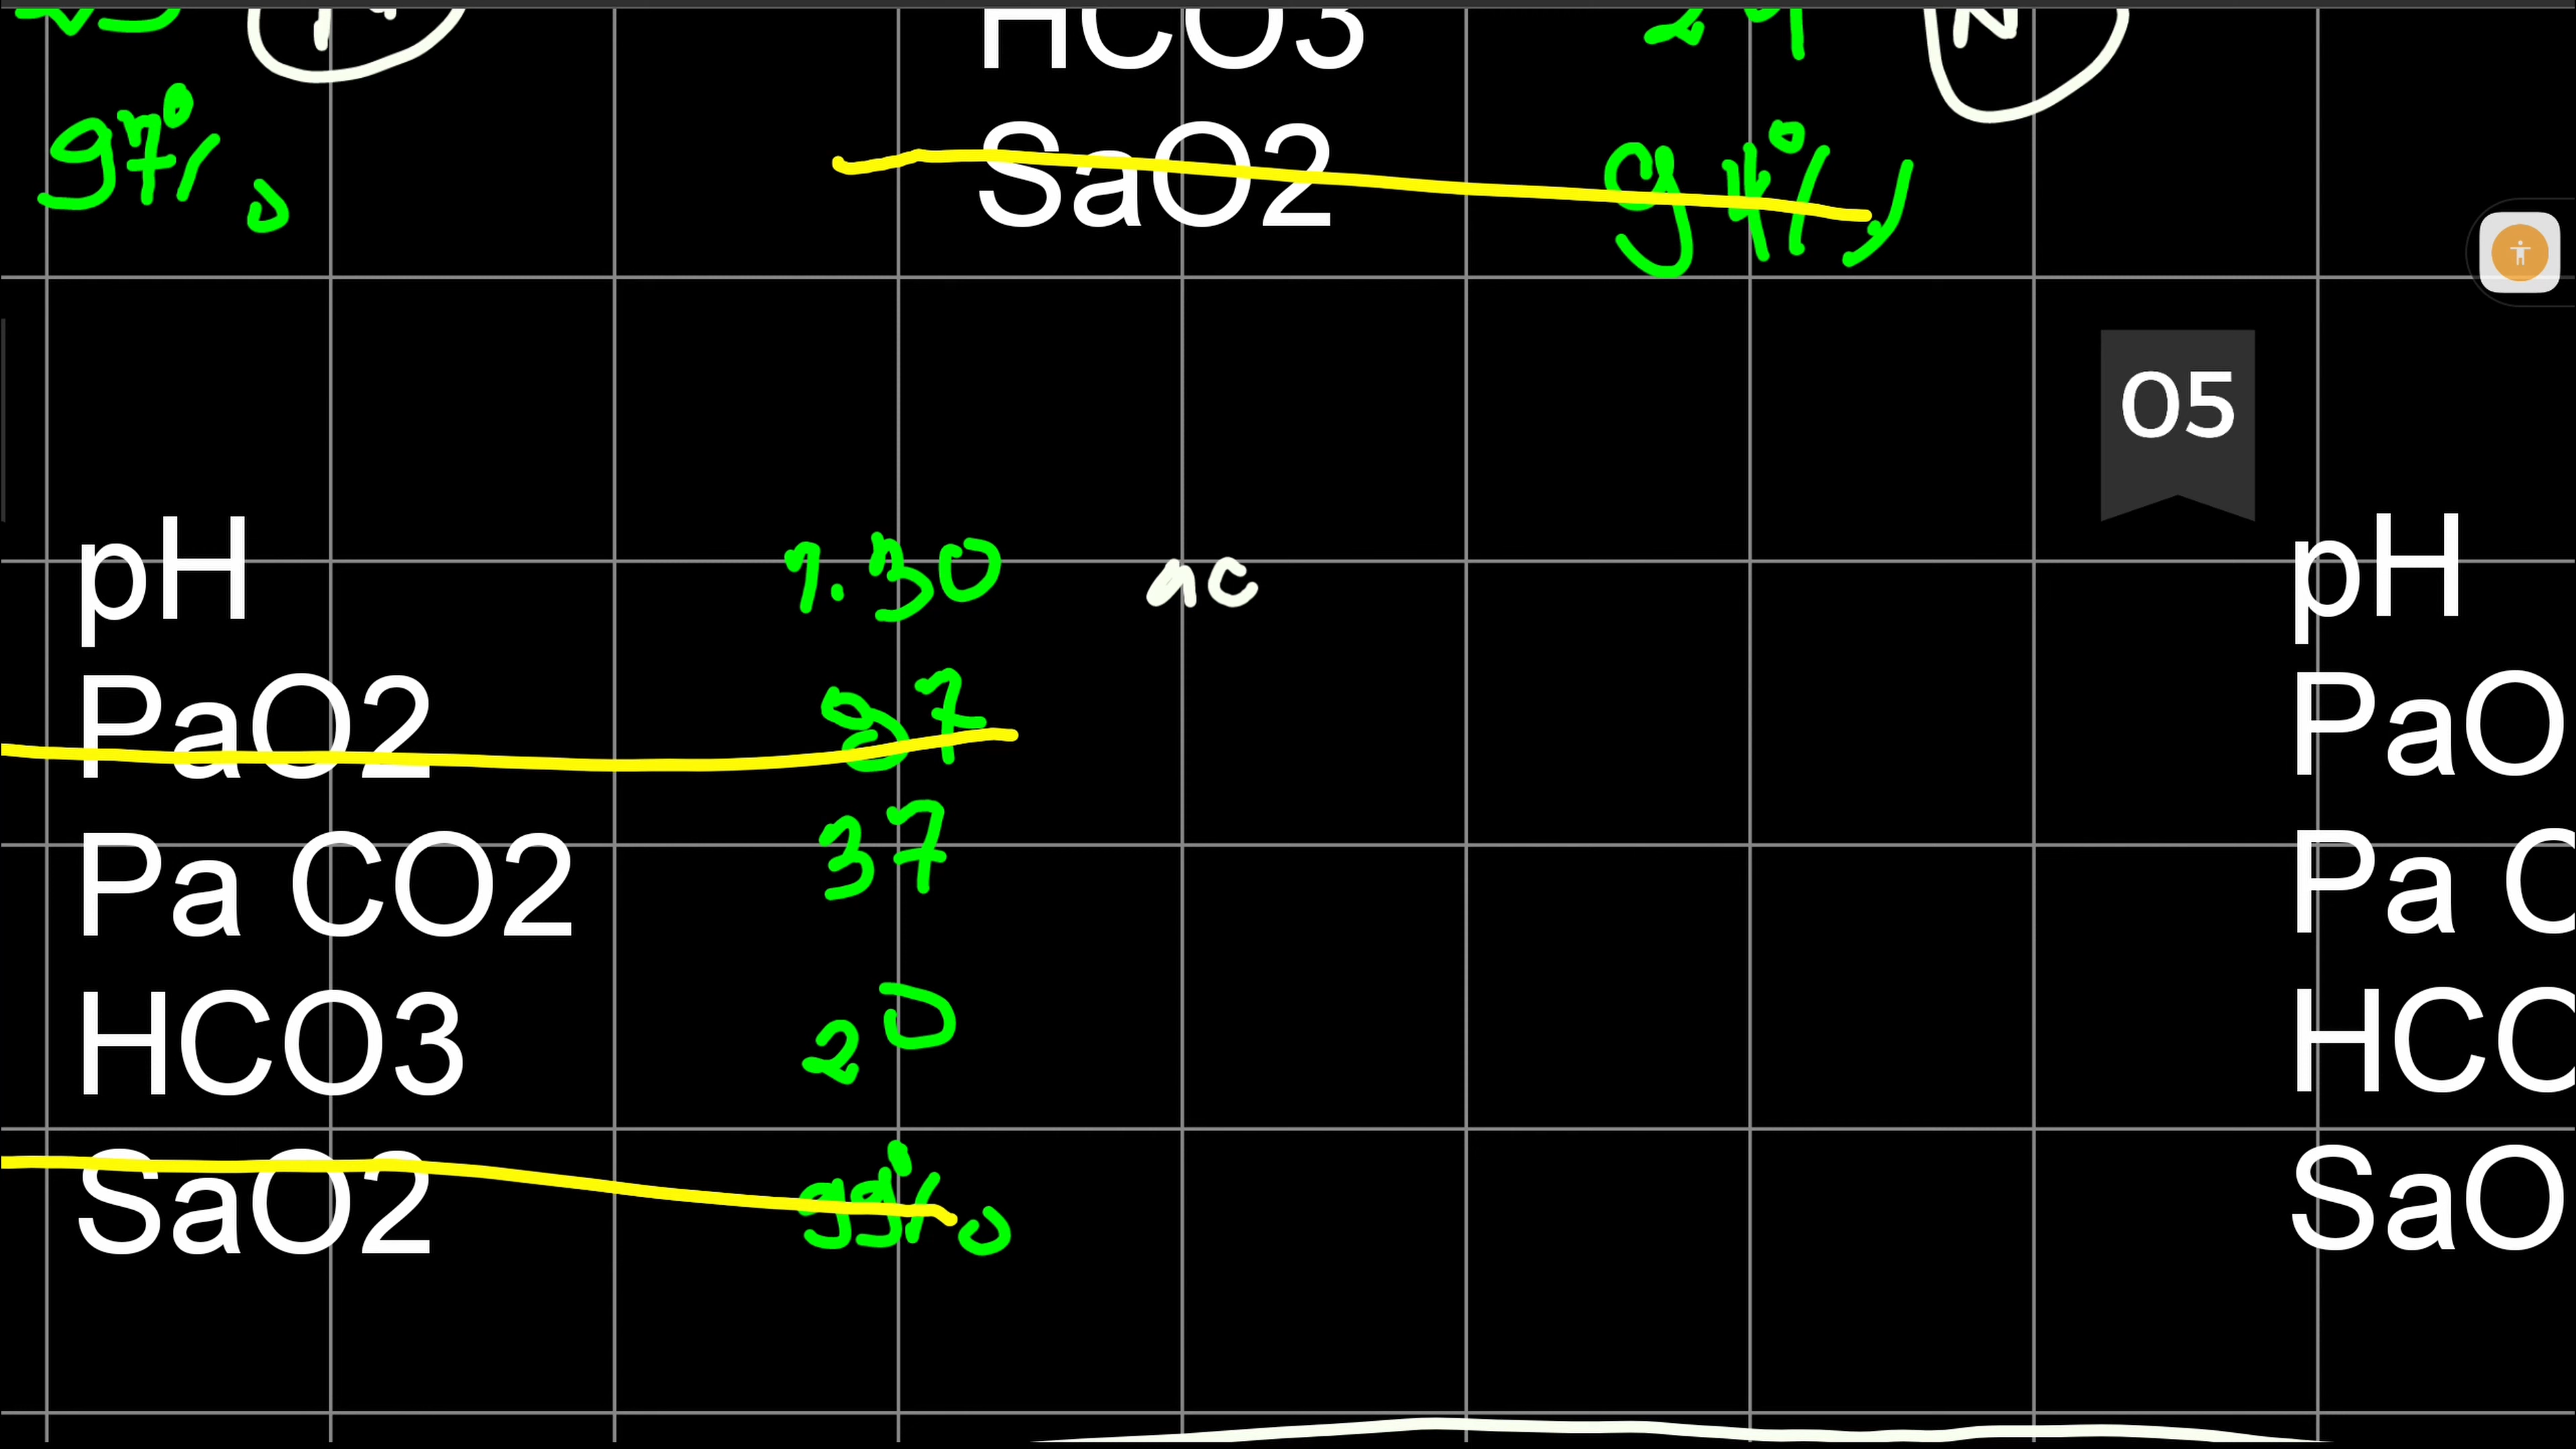 HCO3
97%
SaO2
94%
05
pH 7.30 ac pH
PaO2 87 PaO
Pa CO2 37 Pa C
HCO3 20 HCO
SaO2 99% SaO